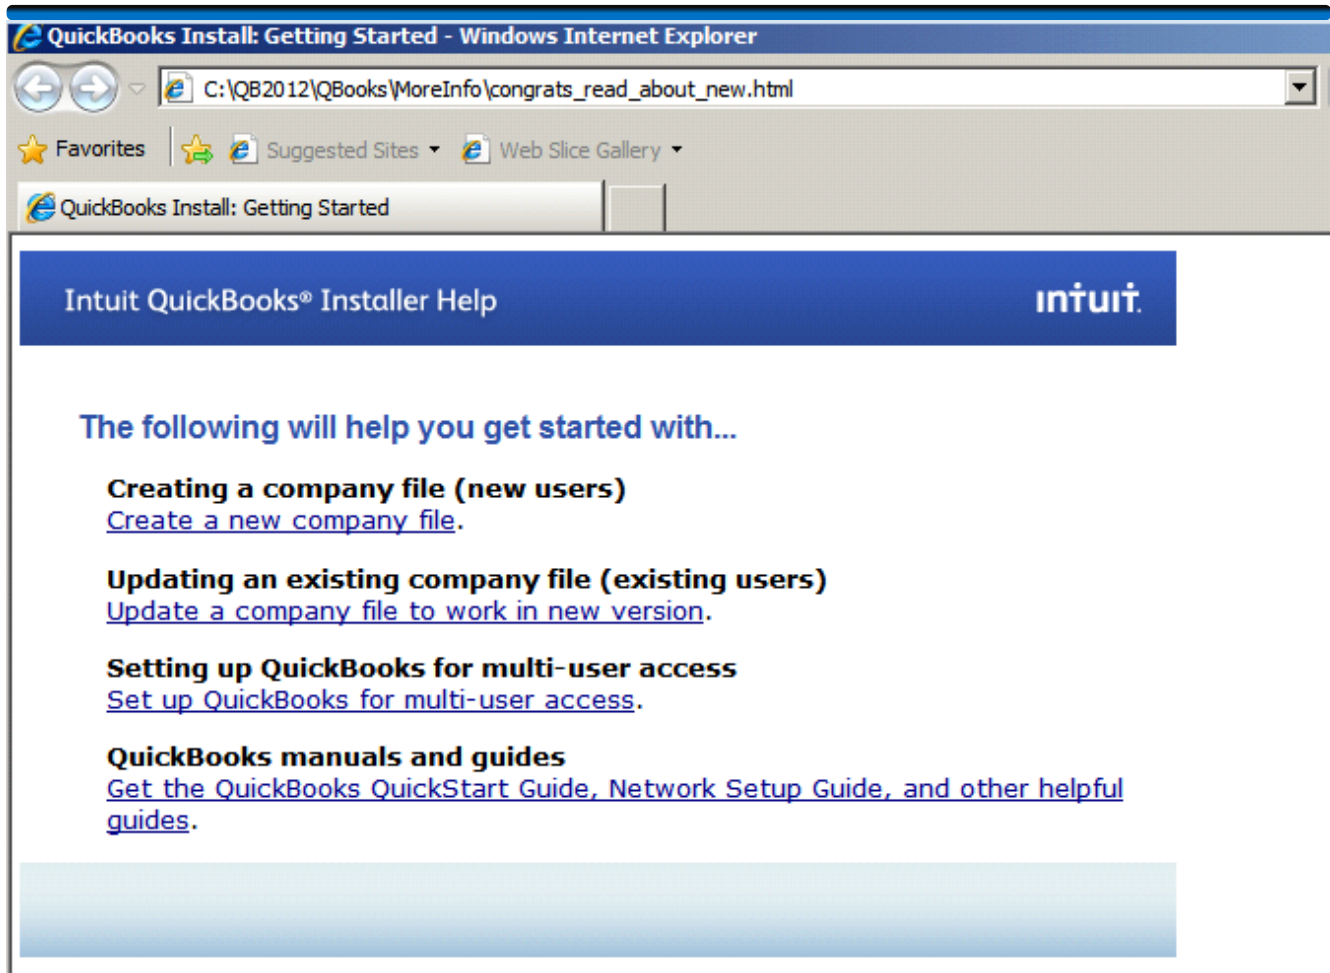 QuickBooks Install: Getting Started - Windows Internet Explorer
C:\QB2012\QBooks\MoreInfo\congrats_read_about_new.html
Favorites Suggested Sites Web Slice Gallery
QuickBooks Install: Getting Started
Intuit QuickBooks® Installer Help intuit.
The following will help you get started with...
Creating a company file (new users)
Create a new company file.
Updating an existing company file (existing users)
Update a company file to work in new version.
Setting up QuickBooks for multi-user access
Set up QuickBooks for multi-user access.
QuickBooks manuals and guides
Get the QuickBooks QuickStart Guide, Network Setup Guide, and other helpful
guides.